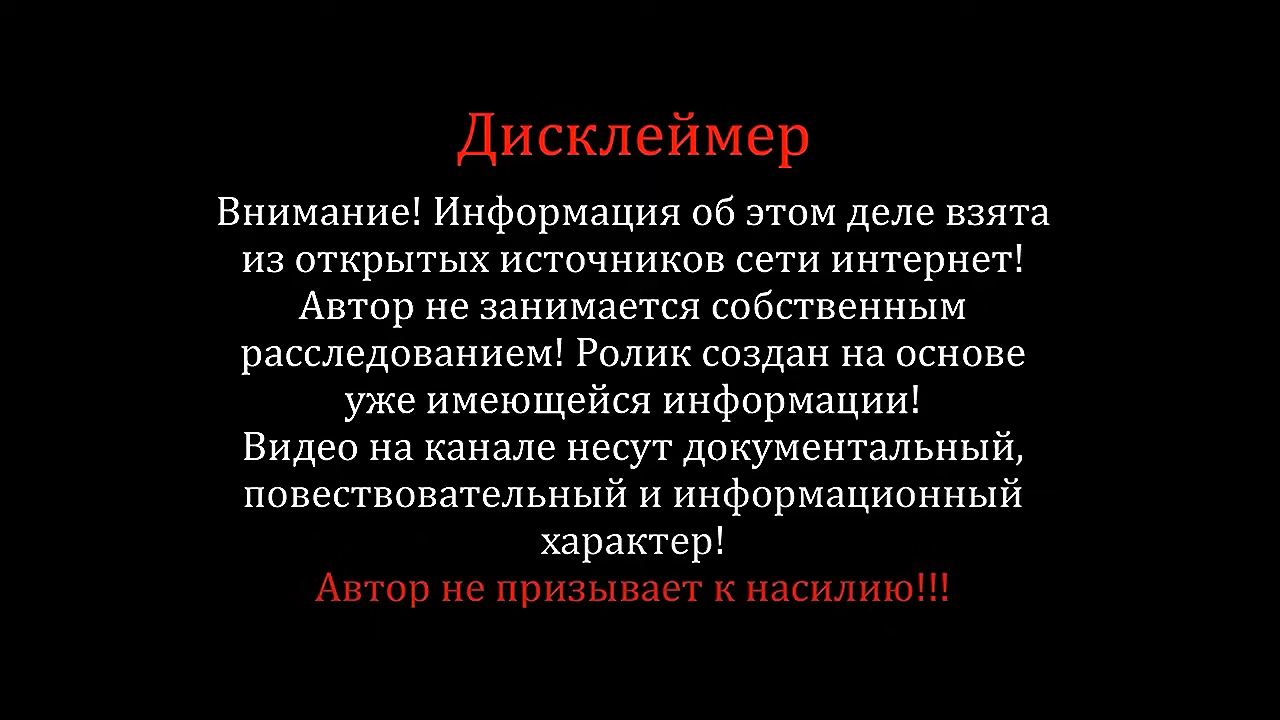 Дисклеймер
Внимание! Информация об этом деле взята
из открытых источников сети интернет!
Автор не занимается собственным
расследованием! Ролик создан на основе
уже имеющейся информации!
Видео на канале несут документальный,
повествовательный и информационный
характер!
Автор не призывает к насилию!!!